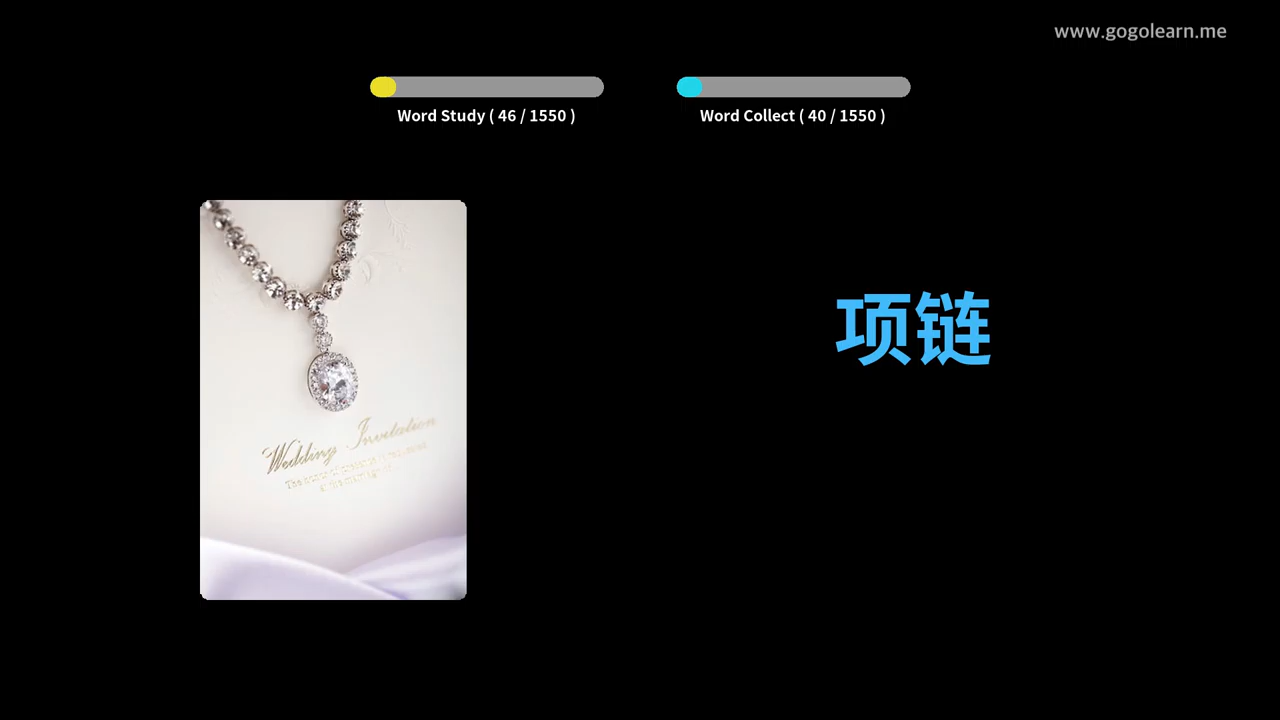 www.gogolearn.me
Word Study ( 46 / 1550 )
Word Collect ( 40 / 1550 )
项链
Wedding Invitation